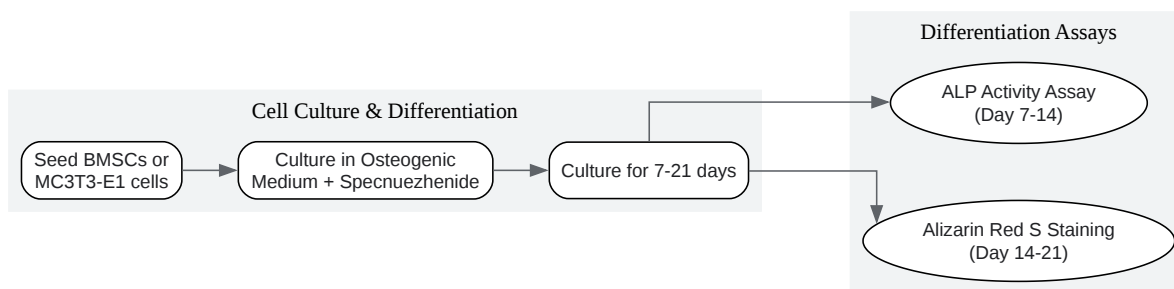 Differentiation Assays
Cell Culture & Differentiation
Seed BMSCs or
MC3T3-E1 cells
Culture in Osteogenic
Medium + Specnuezhenide
Culture for 7-21 days
ALP Activity Assay
(Day 7-14)
Alizarin Red S Staining
(Day 14-21)